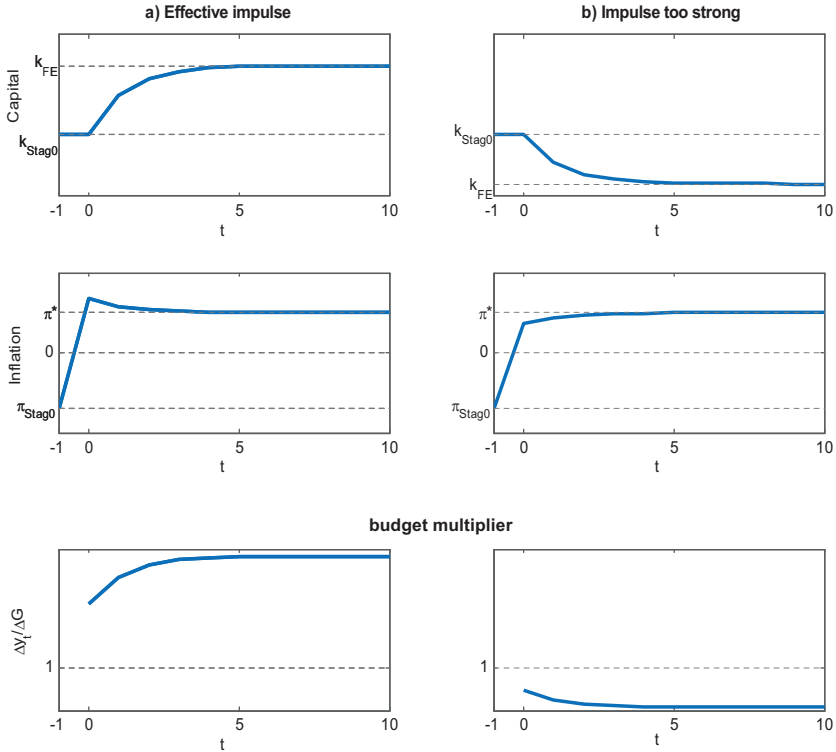 a) Effective impulse
b) Impulse too strong
Capital
k_FE
k_Stag0
-1 0 5 10
t
k_Stag0
k_FE
-1 0 5 10
t
Inflation
π*
0
π_Stag0
-1 0 5 10
t
π*
0
π_Stag0
-1 0 5 10
t
budget multiplier
Δy_t/ΔG
1
-1 0 5 10
t
1
-1 0 5 10
t